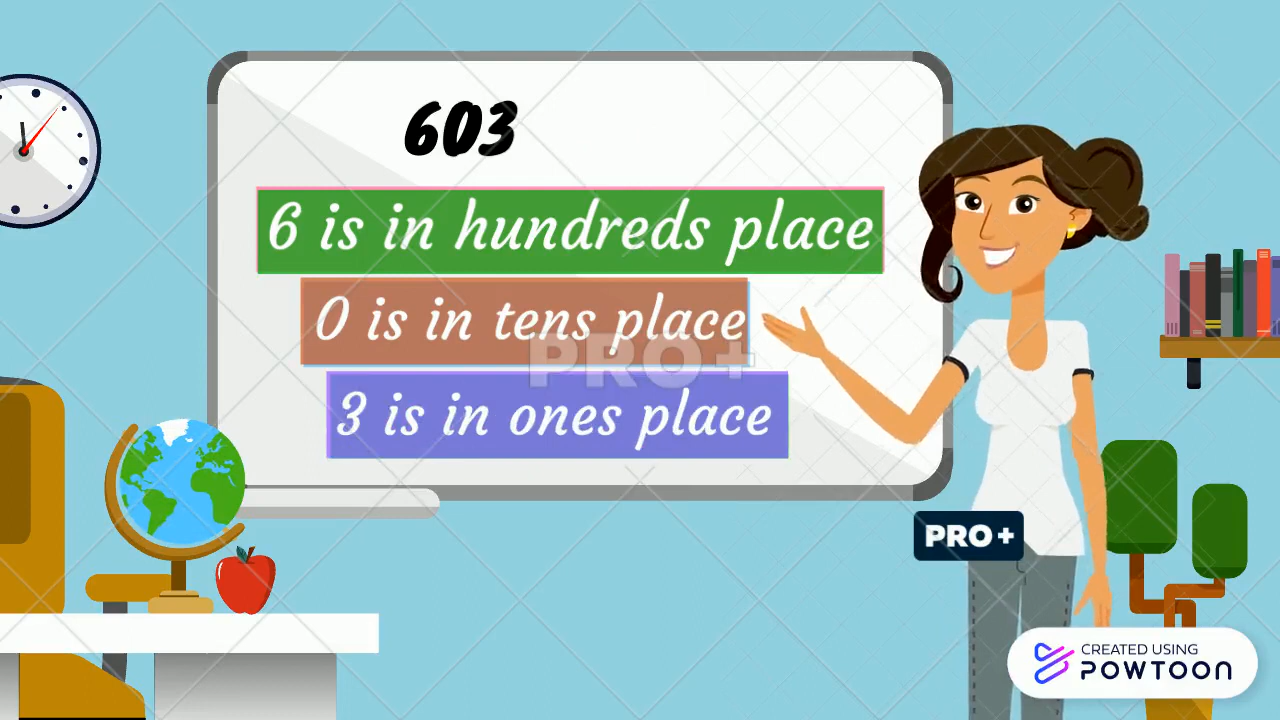 603
6 is in hundreds place
0 is in tens place
PRO+
3 is in ones place
PRO+
CREATED USING
POWTOON